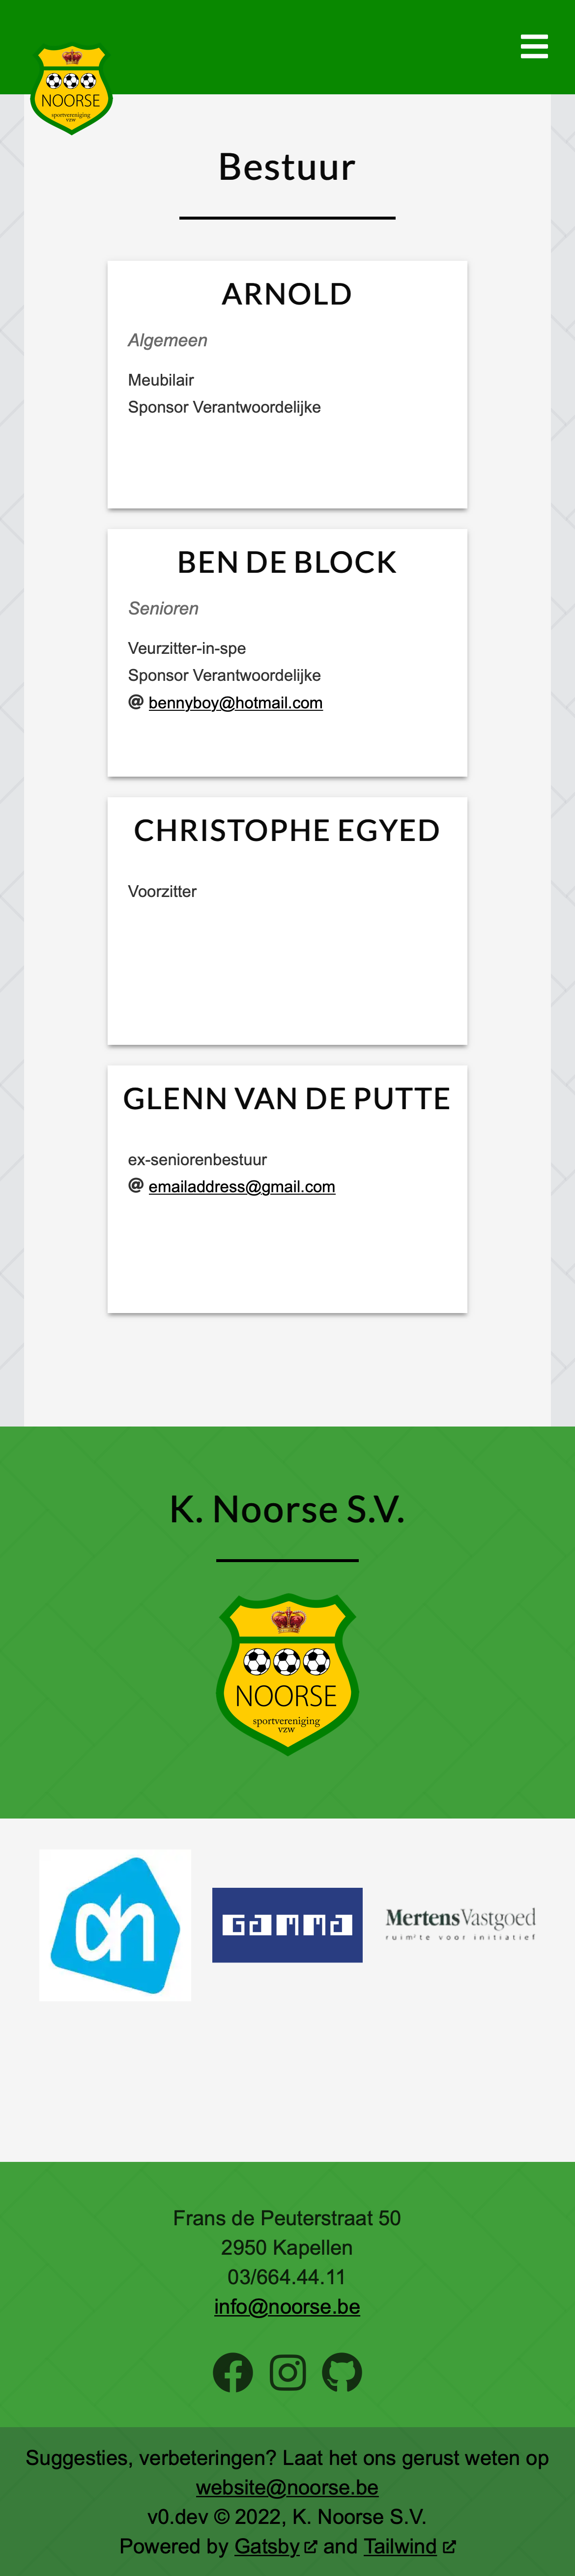 NOORSE
sportvereniging
vzw
Bestuur
ARNOLD
Algemeen
Meubilair
Sponsor Verantwoordelijke
BEN DE BLOCK
Senioren
Veurzitter-in-spe
Sponsor Verantwoordelijke
@ bennyboy@hotmail.com
CHRISTOPHE EGYED
Voorzitter
GLENN VAN DE PUTTE
ex-seniorenbestuur
@ emailaddress@gmail.com
K. Noorse S.V.
NOORSE
sportvereniging
vzw
ah
GAMMA
MertensVastgoed
ruimte voor initiatief
Frans de Peuterstraat 50
2950 Kapellen
03/664.44.11
info@noorse.be
Suggesties, verbeteringen? Laat het ons gerust weten op
website@noorse.be
v0.dev © 2022, K. Noorse S.V.
Powered by Gatsby and Tailwind